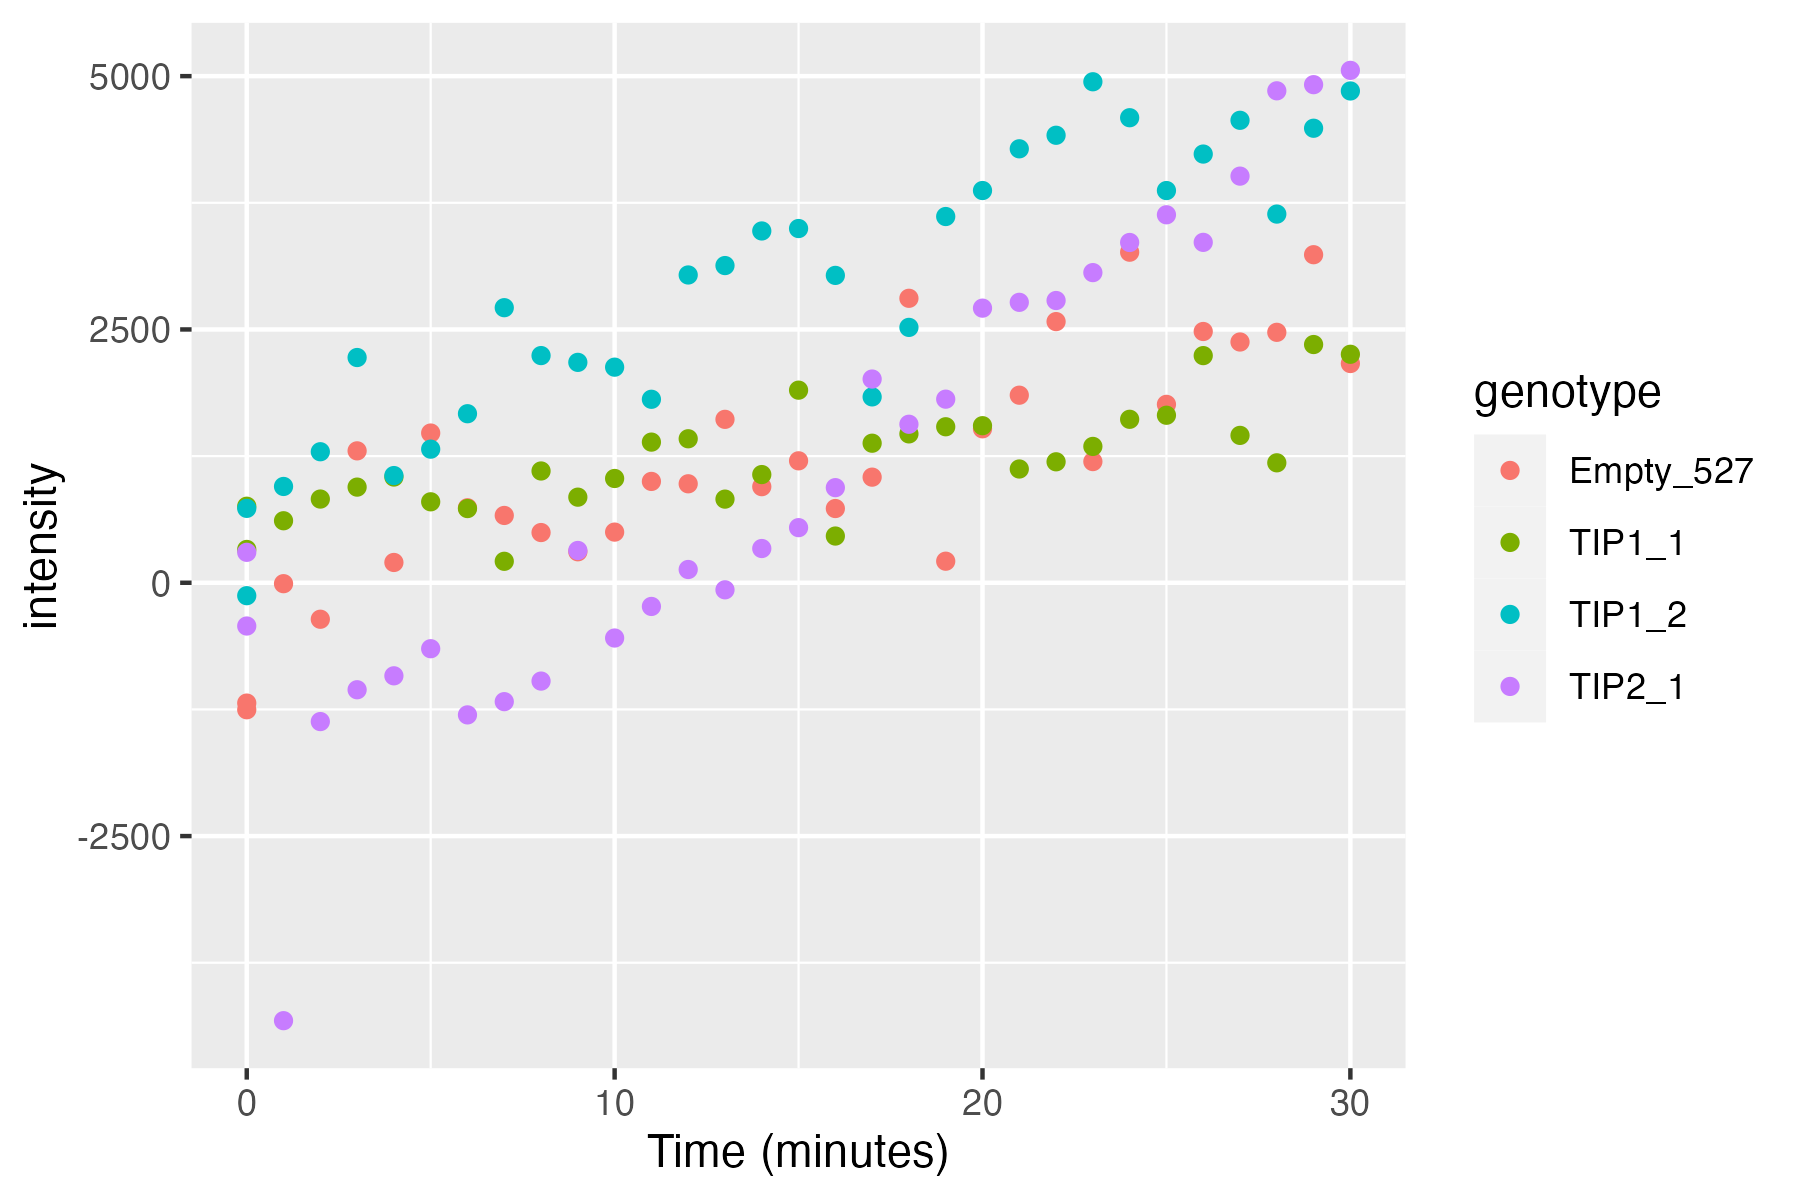 5000
2500
0
-2500
intensity
0 10 20 30
Time (minutes)
genotype
Empty_527
TIP1_1
TIP1_2
TIP2_1